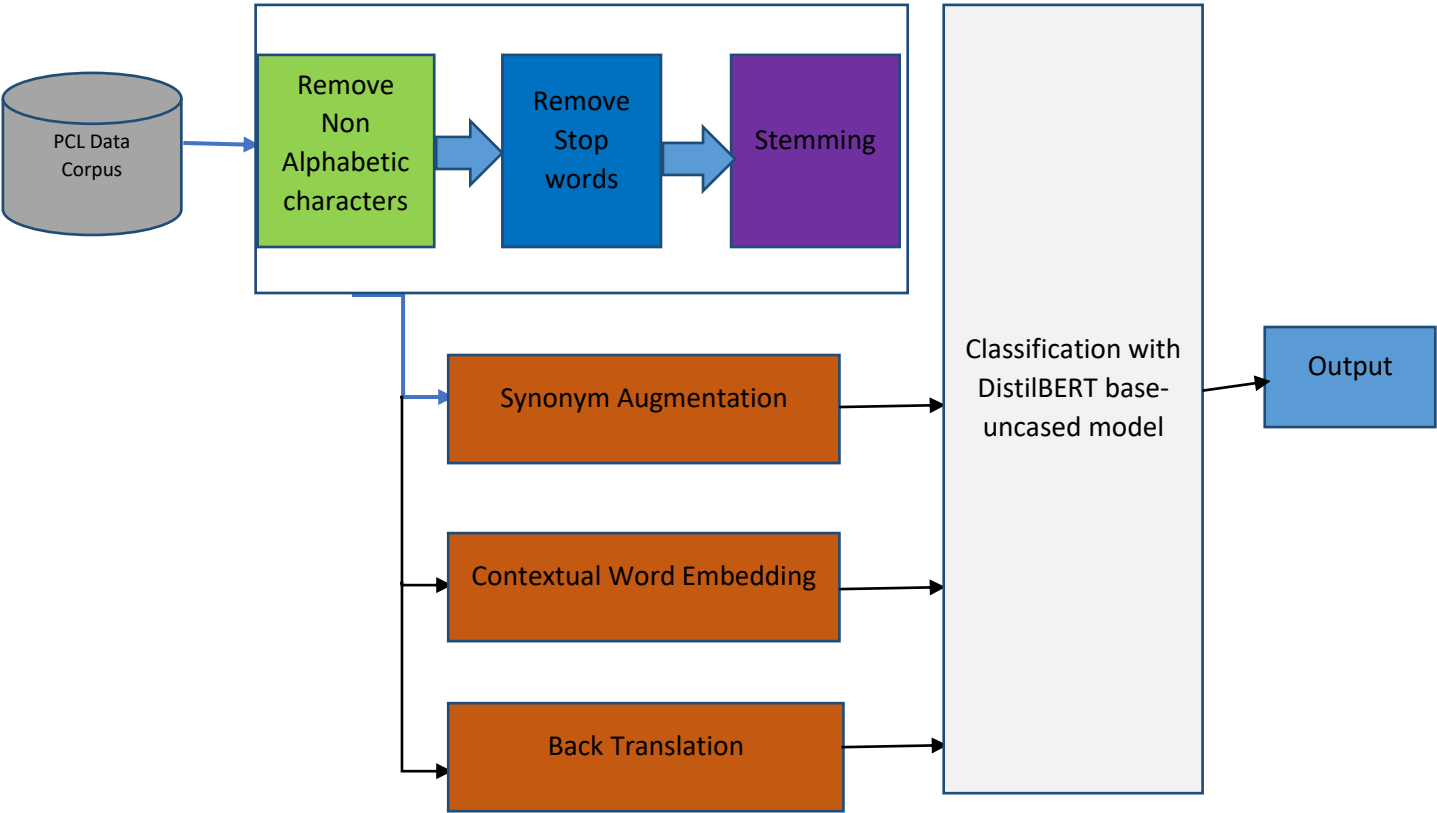 PCL Data
Corpus
Remove
Non
Alphabetic
characters
Remove
Stop
words
Stemming
Synonym Augmentation
Contextual Word Embedding
Back Translation
Classification with
DistilBERT base-
uncased model
Output